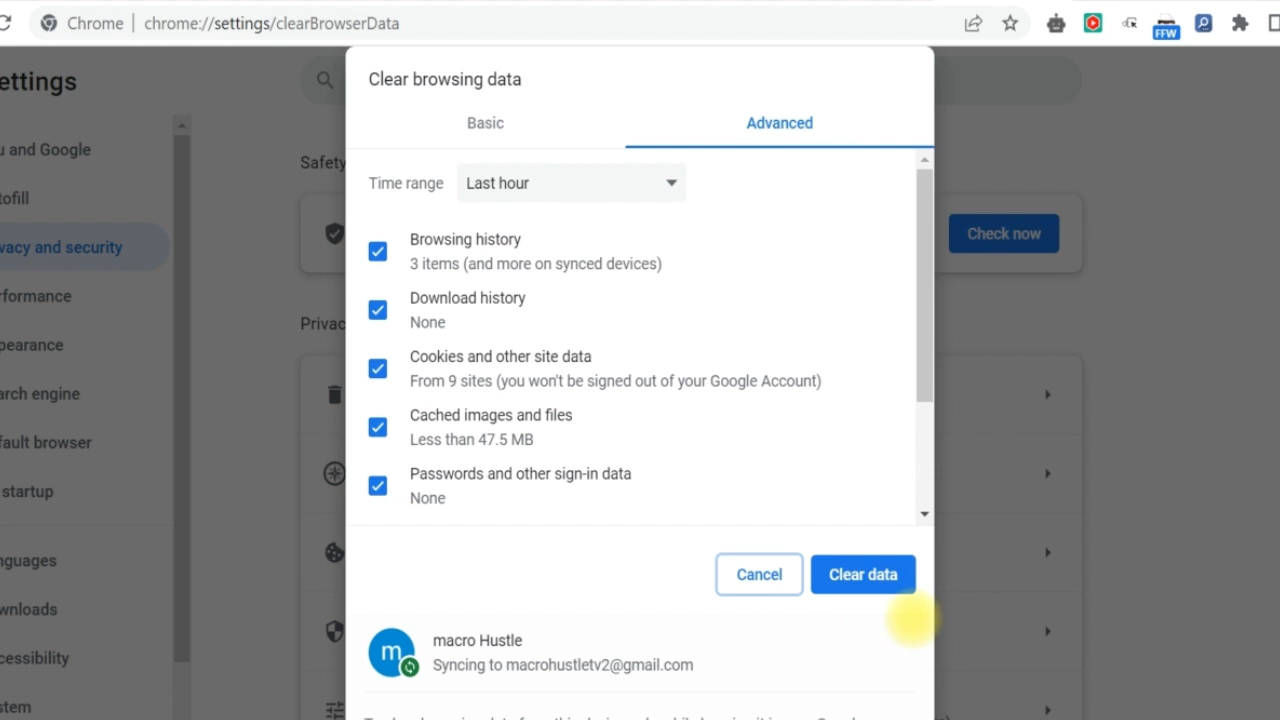 Chrome | chrome://settings/clearBrowserData
FFW
ettings
u and Google
tofill
vacy and security
rformance
pearance
arch engine
fault browser
startup
nguages
wnloads
cessibility
stem
Safety
Check now
Privac
Clear browsing data
Basic Advanced
Time range Last hour
Browsing history
3 items (and more on synced devices)
Download history
None
Cookies and other site data
From 9 sites (you won't be signed out of your Google Account)
Cached images and files
Less than 47.5 MB
Passwords and other sign-in data
None
Cancel Clear data
m
macro Hustle
Syncing to macrohustletv2@gmail.com